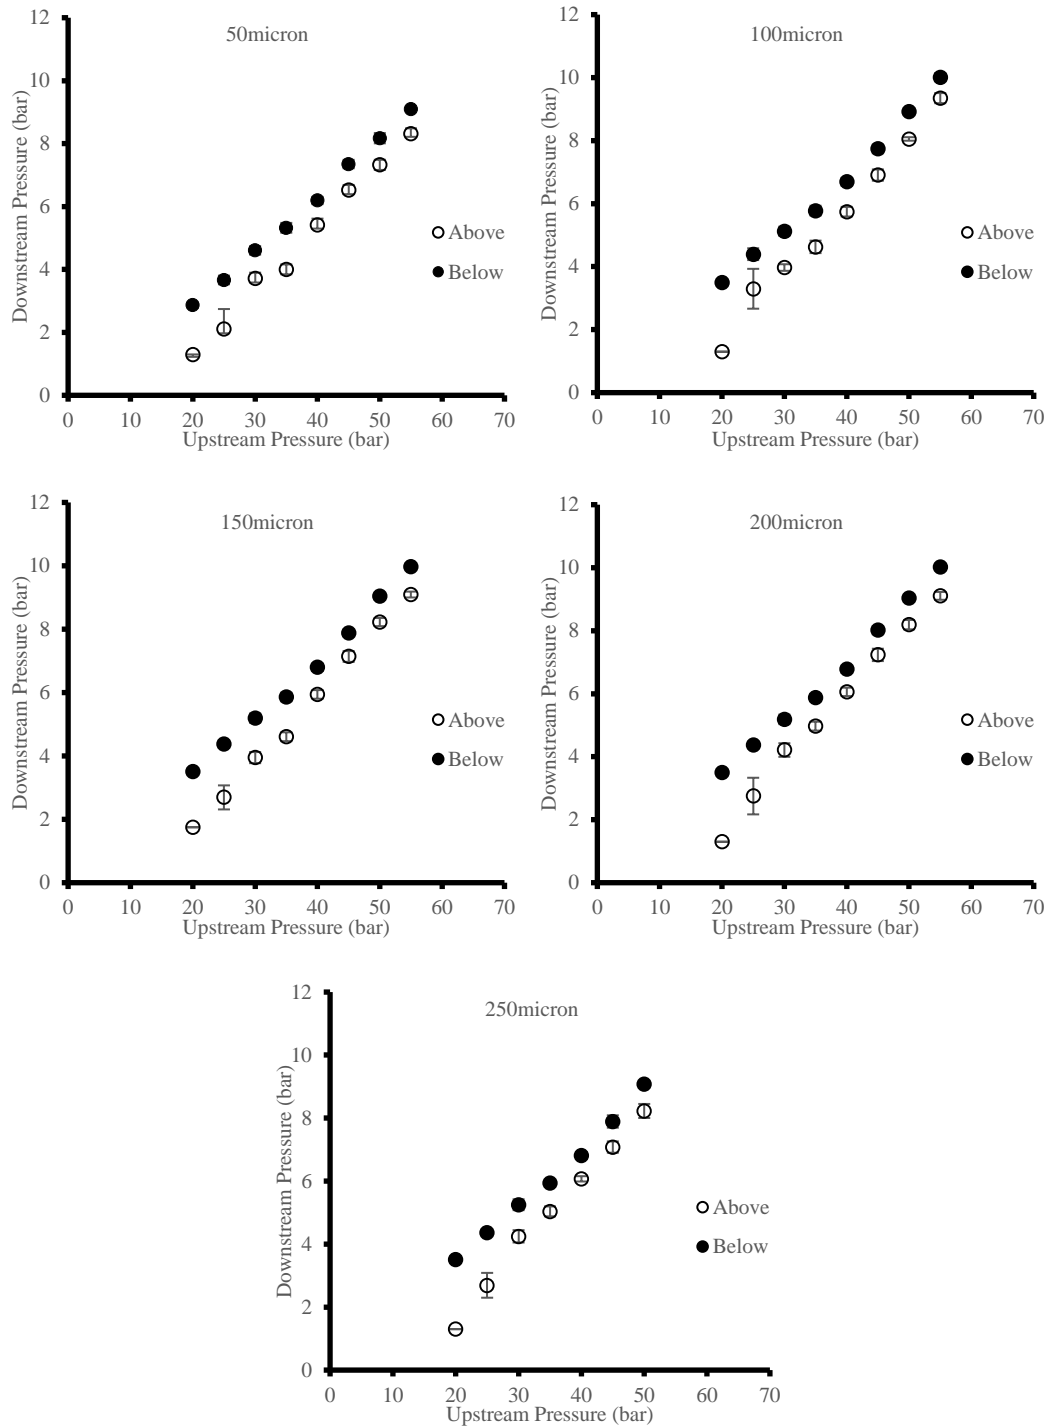 50micron
Downstream Pressure (bar)
12
10
8
6
4
2
0
0 10 20 30 40 50 60 70
Upstream Pressure (bar)
Above
Below
100micron
Downstream Pressure (bar)
12
10
8
6
4
2
0
0 10 20 30 40 50 60 70
Upstream Pressure (bar)
Above
Below
150micron
Downstream Pressure (bar)
12
10
8
6
4
2
0
0 10 20 30 40 50 60 70
Upstream Pressure (bar)
Above
Below
200micron
Downstream Pressure (bar)
12
10
8
6
4
2
0
0 10 20 30 40 50 60 70
Upstream Pressure (bar)
Above
Below
250micron
Downstream Pressure (bar)
12
10
8
6
4
2
0
0 10 20 30 40 50 60 70
Upstream Pressure (bar)
Above
Below